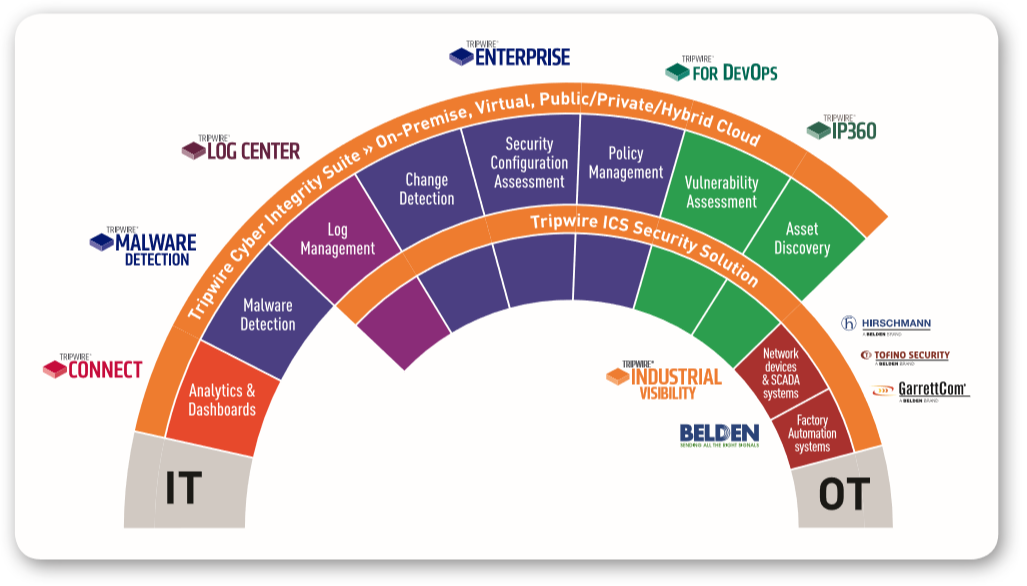 TRIPWIRE®
ENTERPRISE
TRIPWIRE®
FOR DEVOPS
TRIPWIRE®
IP360
TRIPWIRE®
LOG CENTER
TRIPWIRE®
MALWARE
DETECTION
TRIPWIRE®
CONNECT
Tripwire Cyber Integrity Suite » On-Premise, Virtual, Public/Private/Hybrid Cloud
Analytics &
Dashboards
Malware
Detection
Log
Management
Change
Detection
Security
Configuration
Assessment
Policy
Management
Vulnerability
Assessment
Asset
Discovery
Tripwire ICS Security Solution
Network
devices
& SCADA
systems
Factory
Automation
systems
TRIPWIRE®
INDUSTRIAL
VISIBILITY
BELDEN
SENDING ALL THE RIGHT SIGNALS
HIRSCHMANN
A BELDEN BRAND
TOFINO SECURITY
A BELDEN BRAND
GarrettCom®
A BELDEN BRAND
IT
OT